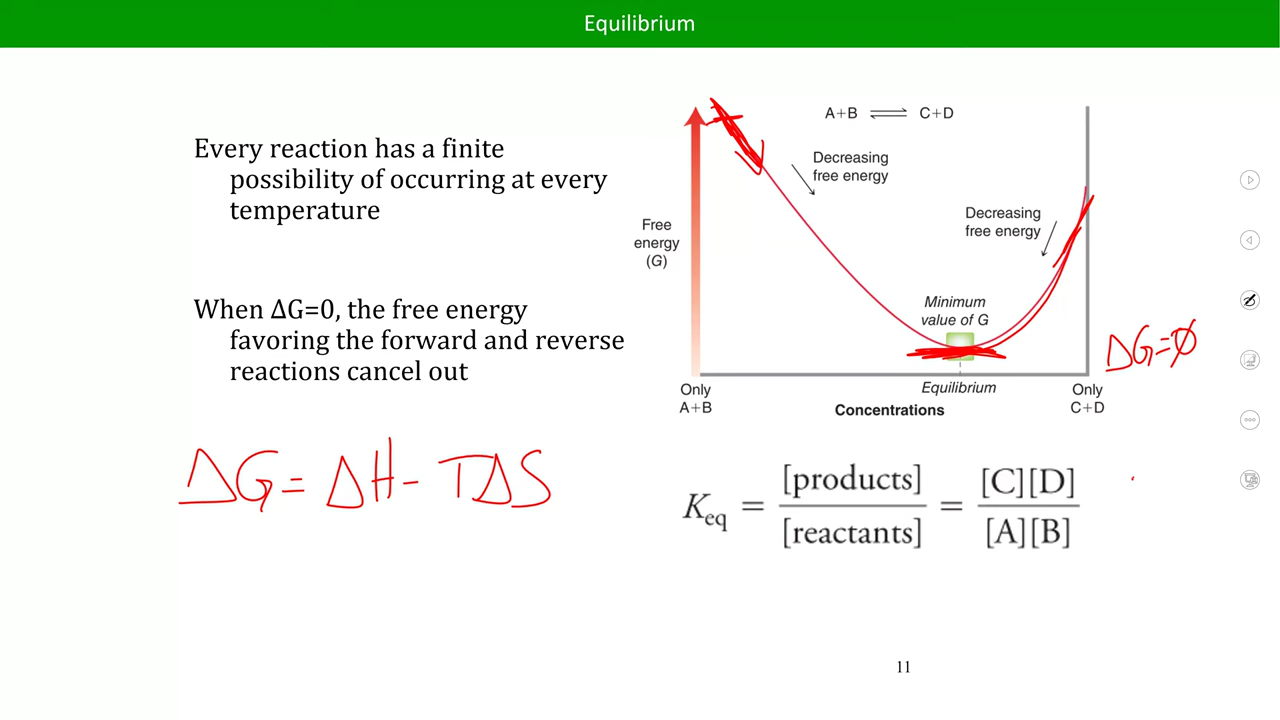 Equilibrium
Every reaction has a finite
possibility of occurring at every
temperature
When ΔG=0, the free energy
favoring the forward and reverse
reactions cancel out
ΔG = ΔH - TΔS
A+B ⇌ C+D
Decreasing
free energy
Decreasing
free energy
Free
energy
(G)
Minimum
value of G
ΔG=∅
Only
A+B
Equilibrium
Only
C+D
Concentrations
K_eq = [products] / [reactants] = [C][D] / [A][B]
11